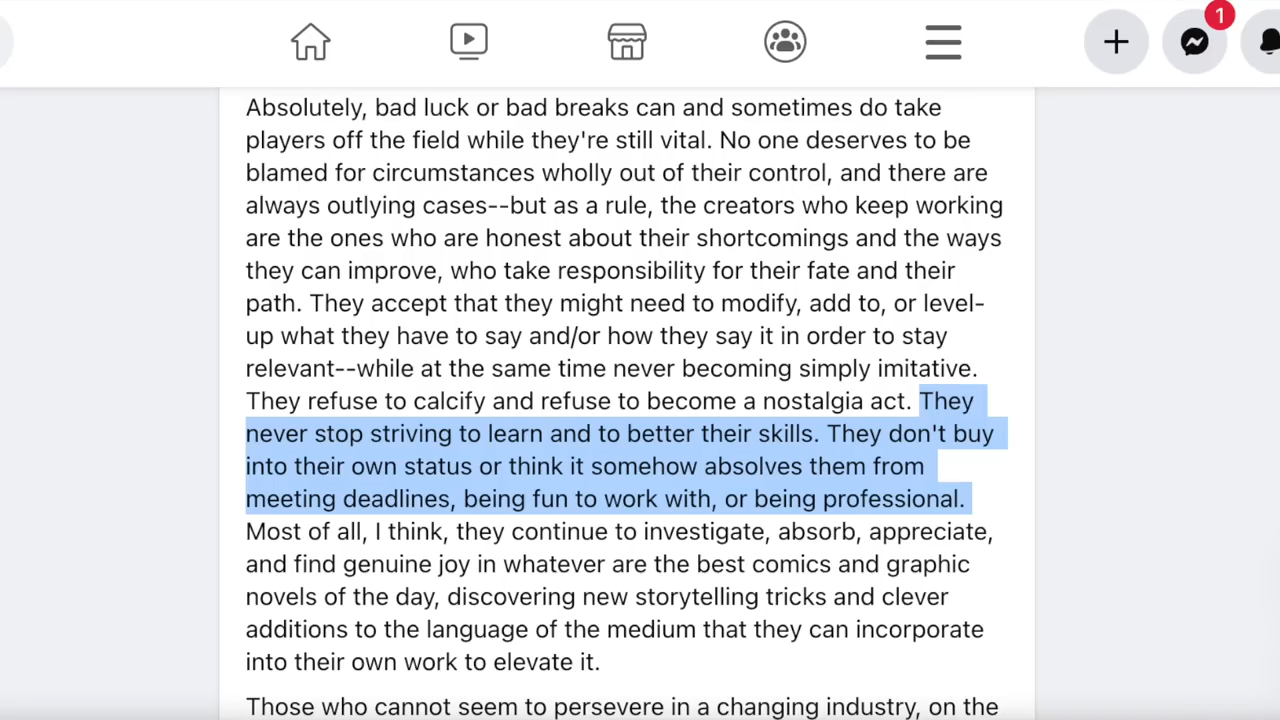 1
Absolutely, bad luck or bad breaks can and sometimes do take
players off the field while they're still vital. No one deserves to be
blamed for circumstances wholly out of their control, and there are
always outlying cases--but as a rule, the creators who keep working
are the ones who are honest about their shortcomings and the ways
they can improve, who take responsibility for their fate and their
path. They accept that they might need to modify, add to, or level-
up what they have to say and/or how they say it in order to stay
relevant--while at the same time never becoming simply imitative.
They refuse to calcify and refuse to become a nostalgia act. They
never stop striving to learn and to better their skills. They don't buy
into their own status or think it somehow absolves them from
meeting deadlines, being fun to work with, or being professional.
Most of all, I think, they continue to investigate, absorb, appreciate,
and find genuine joy in whatever are the best comics and graphic
novels of the day, discovering new storytelling tricks and clever
additions to the language of the medium that they can incorporate
into their own work to elevate it.
Those who cannot seem to persevere in a changing industry, on the